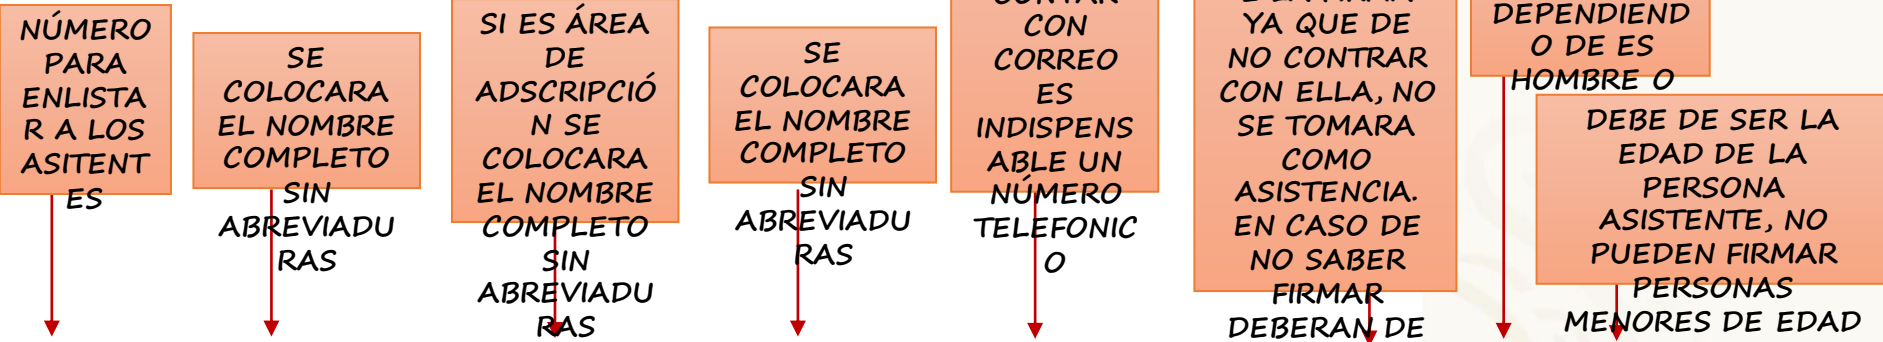 NÚMERO
PARA
ENLISTA
R A LOS
ASITENT
ES
SE
COLOCARA
EL NOMBRE
COMPLETO
SIN
ABREVIADU
RAS
SI ES ÁREA
DE
ADSCRIPCIÓ
N SE
COLOCARA
EL NOMBRE
COMPLETO
SIN
ABREVIADU
RAS
SE
COLOCARA
EL NOMBRE
COMPLETO
SIN
ABREVIADU
RAS
CON
CORREO
ES
INDISPENS
ABLE UN
NÚMERO
TELEFONIC
O
YA QUE DE
NO CONTRAR
CON ELLA, NO
SE TOMARA
COMO
ASISTENCIA.
EN CASO DE
NO SABER
FIRMAR
DEBERAN DE
DEPENDIEND
O DE ES
HOMBRE O
DEBE DE SER LA
EDAD DE LA
PERSONA
ASISTENTE, NO
PUEDEN FIRMAR
PERSONAS
MENORES DE EDAD